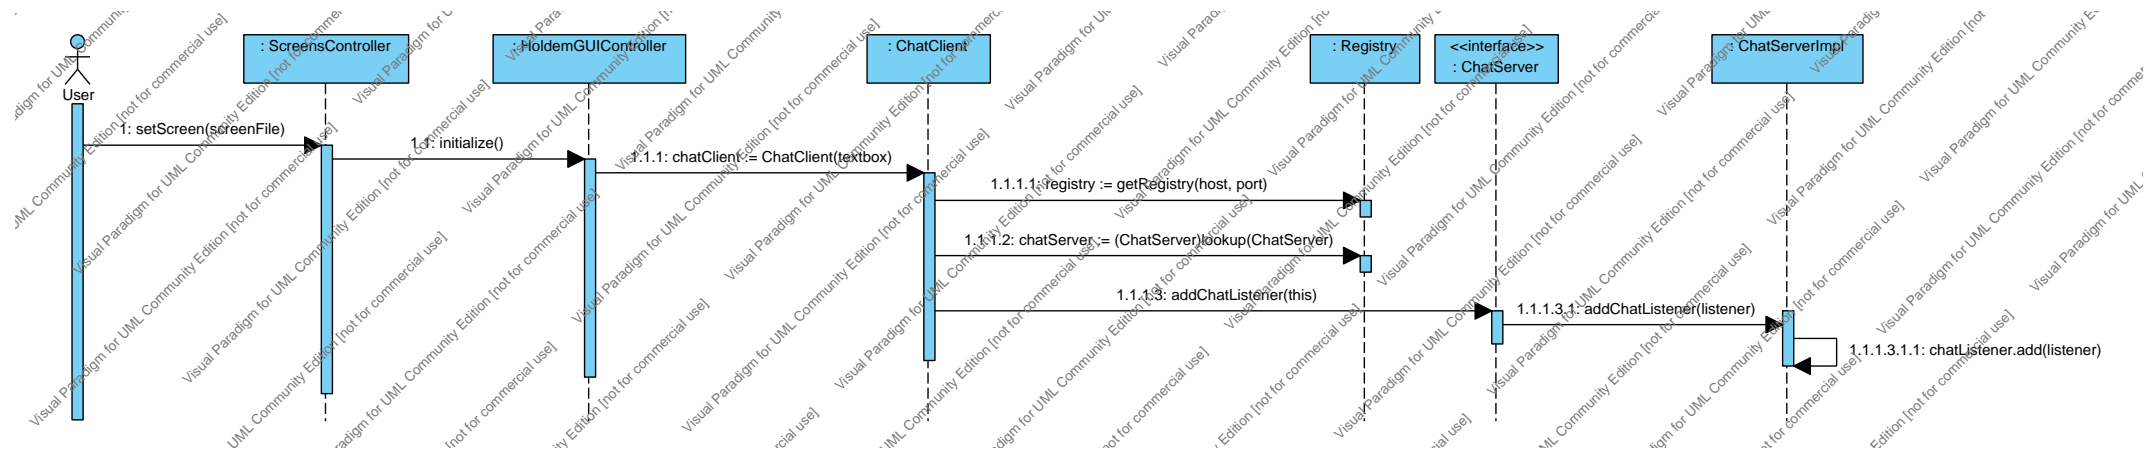 : ScreensController
: HoldemGUIController
: ChatClient
: Registry
<<interface>>
: ChatServer
: ChatServerImpl
User
1: setScreen(screenFile)
1.1: initialize()
1.1.1: chatClient := ChatClient(textbox)
1.1.1.1: registry := getRegistry(host, port)
1.1.1.2: chatServer := (ChatServer)lookup(ChatServer)
1.1.1.3: addChatListener(this)
1.1.1.3.1: addChatListener(listener)
1.1.1.3.1.1: chatListener.add(listener)
Visual Paradigm for UML Community Edition [not for commercial use]